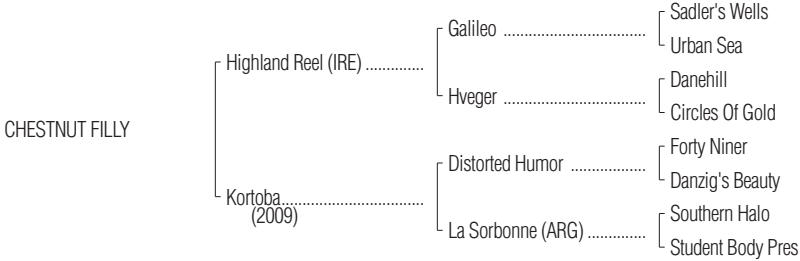 Sadler's Wells
Galileo ................................
Urban Sea
Highland Reel (IRE) ..............
Danehill
Hveger ................................
Circles Of Gold
CHESTNUT FILLY
Forty Niner
Distorted Humor .................
Danzig's Beauty
Kortoba................................
(2009)
Southern Halo
La Sorbonne (ARG) ..............
Student Body Pres